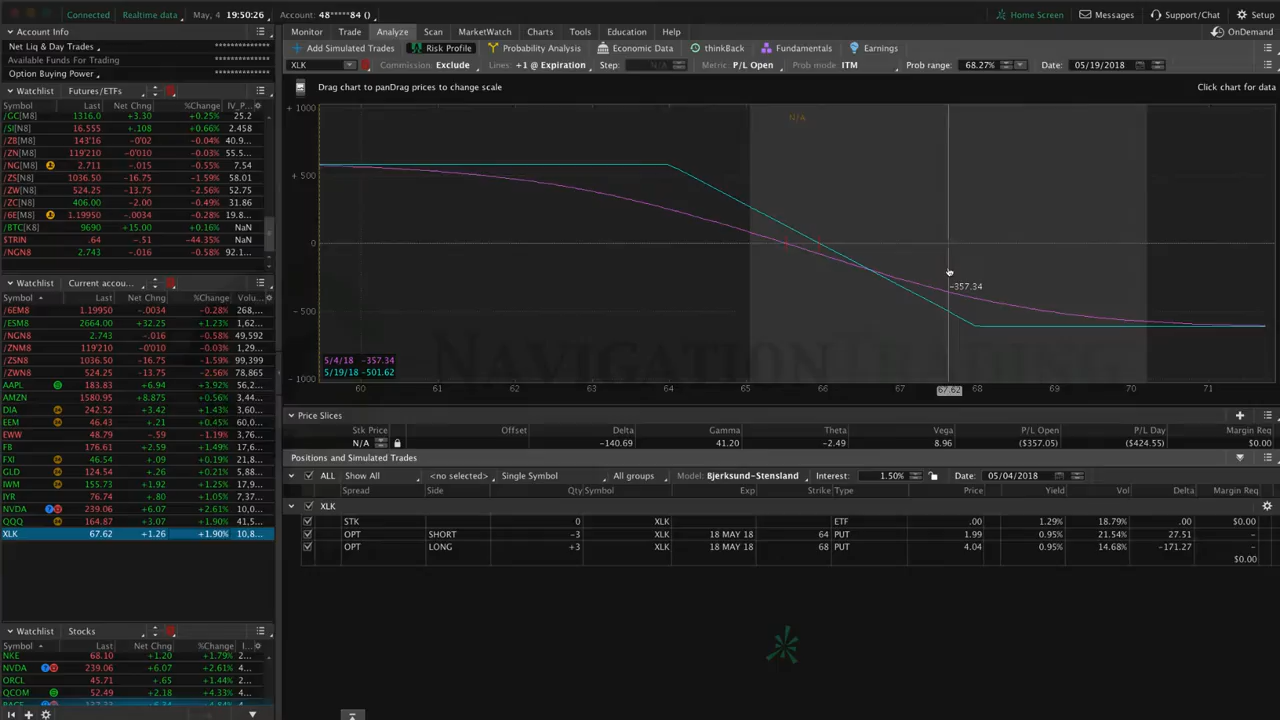 Connected Realtime data May, 4 19:50:26 Account: 48****84 () Home Screen Messages Support/Chat Setup
Account Info Monitor Trade Analyze Scan MarketWatch Charts Tools Education Help OnDemand
Net Liq & Day Trades **************
Available Funds For Trading **************
Option Buying Power **************
Add Simulated Trades Risk Profile Probability Analysis Economic Data thinkBack Fundamentals Earnings
XLK Commission: Exclude Lines: +1 @ Expiration Step: N/A Metric: P/L Open Prob mode ITM Prob range: 68.27% Date: 05/19/2018
Drag chart to panDrag prices to change scale Click chart for data
Watchlist Futures/ETFs
Symbol Last Net Chng %Change IV_P...
/GC[M8] 1316.0 +3.30 +0.25% 25.2
/SI[N8] 16.555 +.108 +0.66% 2.458
/ZB[M8] 143'16 -0'02 -0.04% 40.9...
/ZN[M8] 119'210 -0'010 -0.03% 55.5...
/NG[M8] 2.711 -.015 -0.55% 7.54
/ZS[N8] 1036.50 -16.75 -1.59% 58.01
/ZW[N8] 524.25 -13.75 -2.56% 52.75
/ZC[N8] 406.00 -2.00 -0.49% 31.86
/6E[M8] 1.19950 -.0034 -0.28% 19.8...
/BTC[K8] 9690 +15.00 +0.16% NaN
$TRIN .64 -.51 -44.35% NaN
/NGN8 2.743 -.016 -0.58% 92.1...
Watchlist Current accou...
Symbol Last Net Chng %Change Volu...
/6EM8 1.19950 -.0034 -0.28% 268,...
/ESM8 2664.00 +32.25 +1.23% 1,62...
/NGN8 2.743 -.016 -0.58% 49,592
/ZNM8 119'210 -0'010 -0.03% 1,29...
/ZSN8 1036.50 -16.75 -1.59% 99,399
/ZWN8 524.25 -13.75 -2.56% 78,865
AAPL 183.83 +6.94 +3.92% 56,2...
AMZN 1580.95 +8.875 +0.56% 3,44...
DIA 242.52 +3.42 +1.43% 3,60...
EEM 46.43 +.21 +0.45% 60,0...
EWW 48.79 -.59 -1.19% 3,76...
FB 176.61 +2.59 +1.49% 17,6...
FXI 46.54 +.09 +0.19% 21,8...
GLD 124.54 +.26 +0.21% 5,88...
IWM 155.73 +1.92 +1.25% 17,9...
IYR 76.74 +.80 +1.05% 7,37...
NVDA 239.06 +6.07 +2.61% 10,0...
QQQ 164.87 +3.07 +1.90% 41,5...
XLK 67.62 +1.26 +1.90% 10,8...
Watchlist Stocks
Symbol Last Net Chng %Change I...
NKE 68.10 +1.20 +1.79% 2...
NVDA 239.06 +6.07 +2.61% 4...
ORCL 45.71 +.65 +1.44% 2...
QCOM 52.49 +2.18 +4.33% 4...
+ 1000
+ 500
0
- 500
- 1000
N/A
-357.34
NAVIGATION
5/4/18 -357.34
5/19/18 -501.62
60 61 62 63 64 65 66 67 67.62 68 69 70 71
Price Slices
Stk Price Offset Delta Gamma Theta Vega P/L Open P/L Day Margin Req
N/A -140.69 41.20 -2.49 8.96 ($357.05) ($424.55) $0.00
Positions and Simulated Trades
ALL Show All <no selected> Single Symbol All groups Model: Bjerksund-Stensland Interest: 1.50% Date: 05/04/2018
Spread Side Qty Symbol Exp Strike Type Price Yield Vol Delta Margin Req
XLK
STK 0 XLK ETF .00 1.29% 18.79% .00 $0.00
OPT SHORT -3 XLK 18 MAY 18 64 PUT 1.99 0.95% 21.54% 27.51 -
OPT LONG +3 XLK 18 MAY 18 68 PUT 4.04 0.95% 14.68% -171.27 -
$0.00